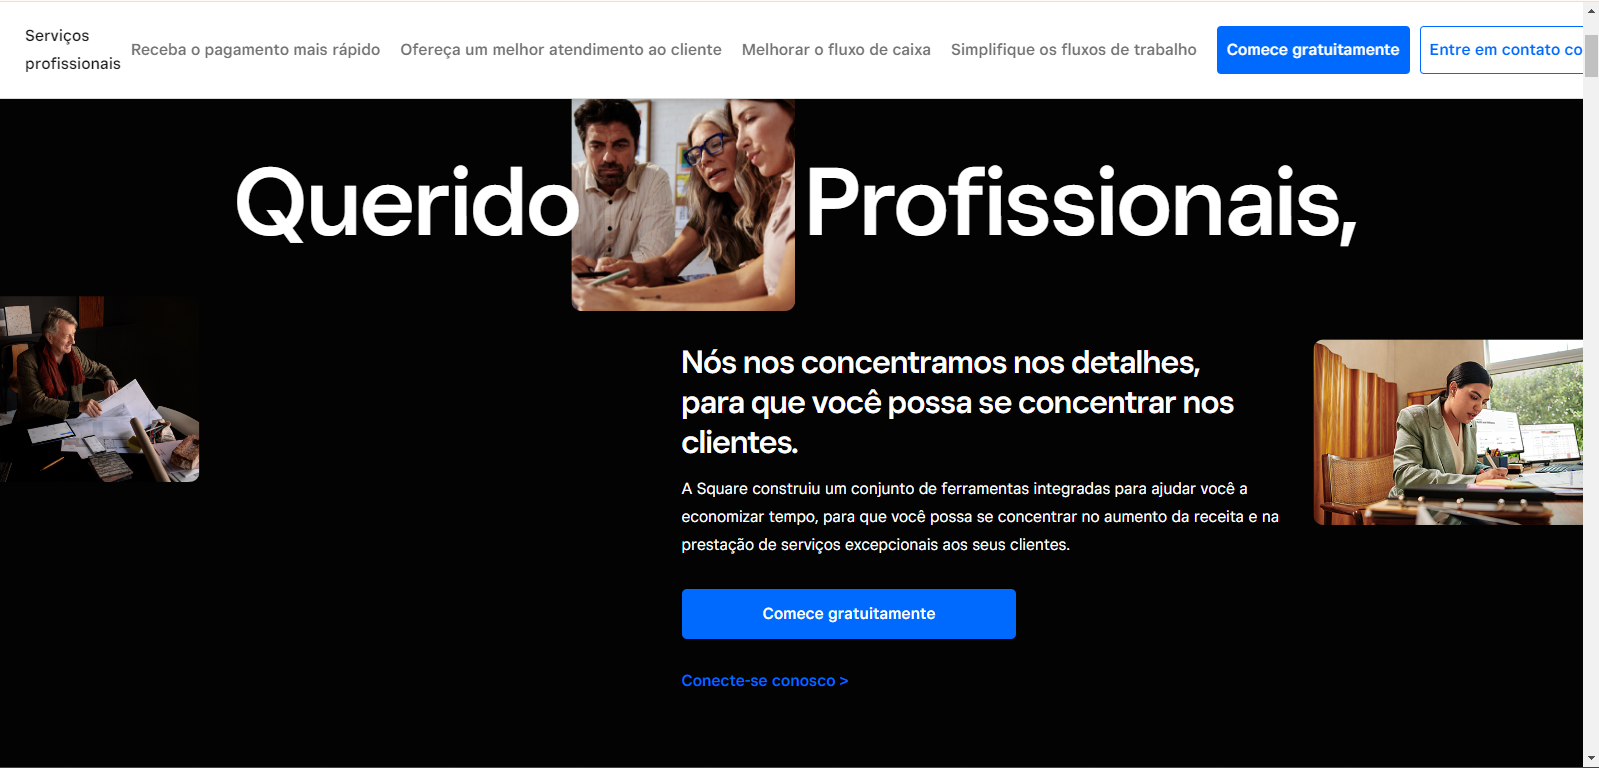 Serviços
profissionais
Receba o pagamento mais rápido
Ofereça um melhor atendimento ao cliente
Melhorar o fluxo de caixa
Simplifique os fluxos de trabalho
Comece gratuitamente
Entre em contato co
Querido Profissionais,
Nós nos concentramos nos detalhes,
para que você possa se concentrar nos
clientes.
A Square construiu um conjunto de ferramentas integradas para ajudar você a
economizar tempo, para que você possa se concentrar no aumento da receita e na
prestação de serviços excepcionais aos seus clientes.
Comece gratuitamente
Conecte-se conosco >